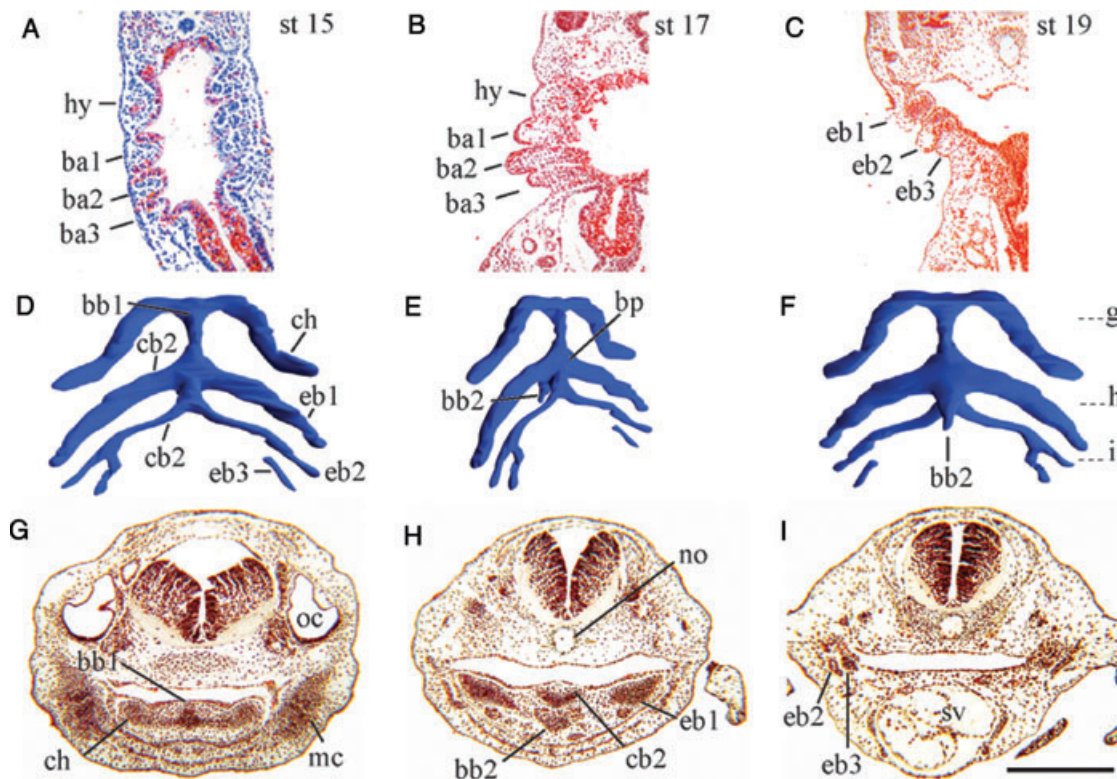 A
st 15
hy
ba1
ba2
ba3
B
st 17
hy
ba1
ba2
ba3
C
st 19
eb1
eb2
eb3
D
bb1
ch
cb2
eb1
cb2
eb3
eb2
E
bp
bb2
F
g
h
i
bb2
G
oc
bb1
ch
mc
H
no
eb1
bb2
cb2
I
eb2
eb3
sv